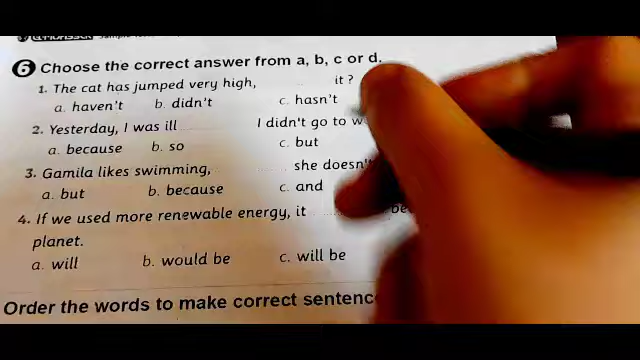 6 Choose the correct answer from a, b, c or d.
1. The cat has jumped very high, it ?
a. haven't b. didn't c. hasn't
2. Yesterday, I was ill I didn't go to
a. because b. so c. but
3. Gamila likes swimming, she doesn't
a. but b. because c. and
4. If we used more renewable energy, it
planet.
a. will b. would be c. will be
Order the words to make correct